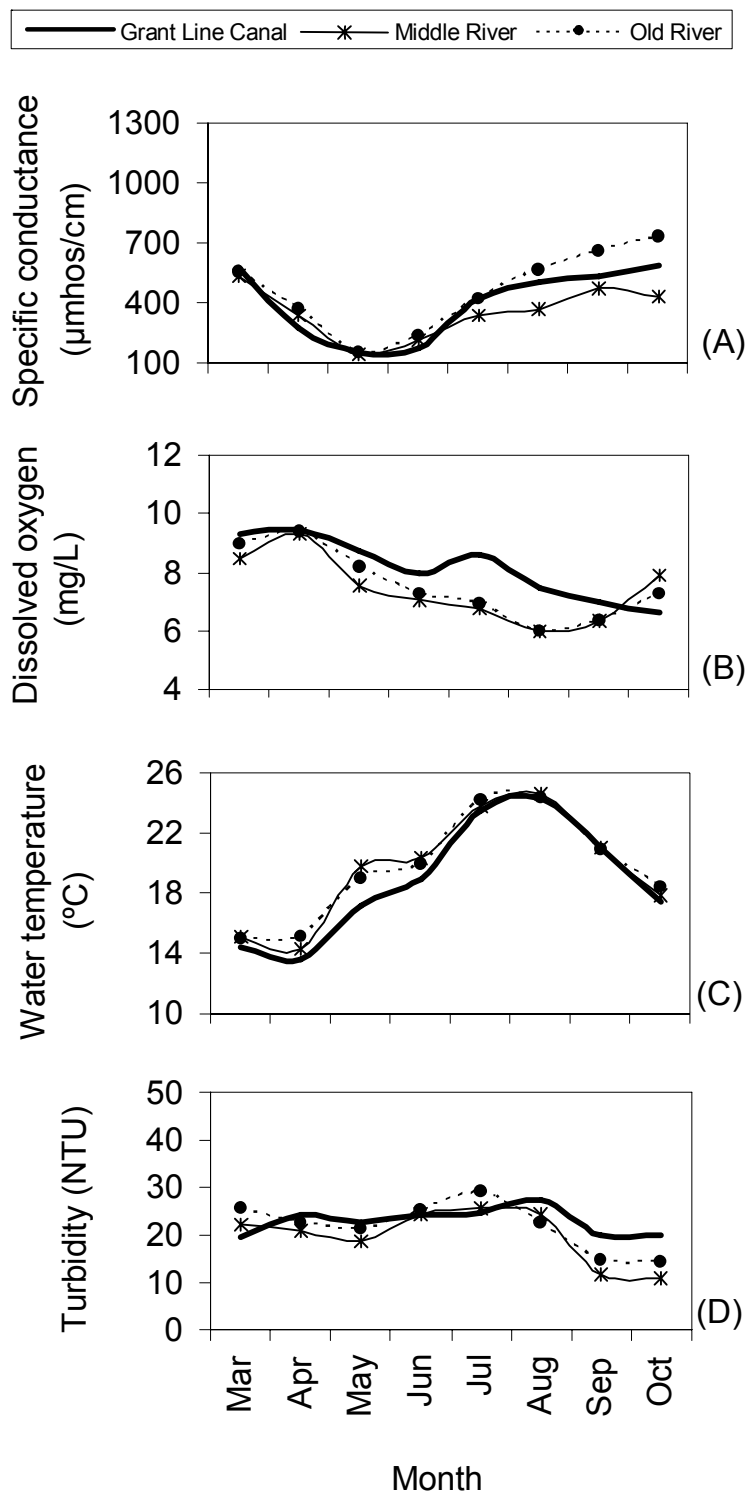 Grant Line Canal Middle River Old River
Specific conductance
(µmhos/cm)
1300
1000
700
400
100
(A)
Dissolved oxygen
(mg/L)
12
10
8
6
4
(B)
Water temperature
(ºC)
26
22
18
14
10
(C)
Turbidity (NTU)
50
40
30
20
10
0
(D)
Mar
Apr
May
Jun
Jul
Aug
Sep
Oct
Month